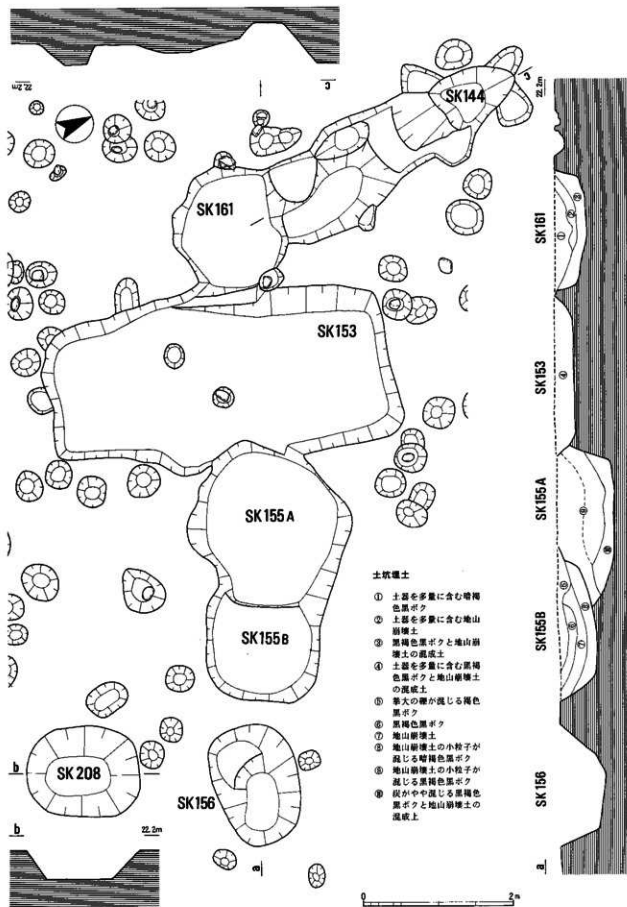 22.2m
c
SK144
c
22.2m
SK161
SK153
SK155A
SK155B
SK208
b
b
b
22.2m
SK156
a
SK161
③
②
①
SK153
④
SK155A
⑩
SK155B
⑤
⑥
⑦
SK156
a
土坑埋土
① 土器を多量に含む暗褐
色黒ボク
② 土器を多量に含む地山
崩壊土
③ 黒褐色黒ボクと地山崩
壊土の混成土
④ 土器を多量に含む黒褐
色黒ボクと地山崩壊土
の混成土
⑤ 拳大の礫が混じる褐色
黒ボク
⑥ 黒褐色黒ボク
⑦ 地山崩壊土
⑧ 地山崩壊土の小粒子が
混じる暗褐色黒ボク
⑨ 地山崩壊土の小粒子が
混じる黒褐色黒ボク
⑩ 炭がやや混じる黒褐色
黒ボクと地山崩壊土の
混成土
0 2m